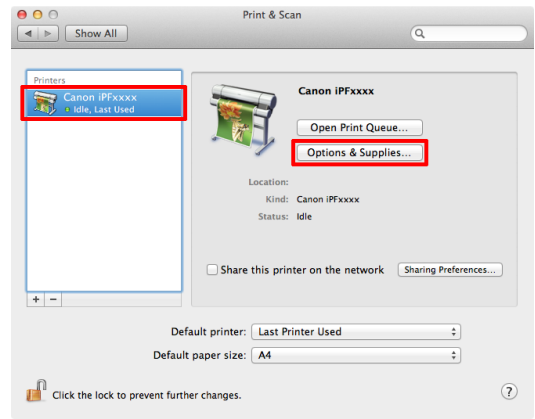 Print & Scan
Show All
Printers
Canon iPFxxxx
Idle, Last Used
Canon iPFxxxx
Open Print Queue...
Options & Supplies...
Location:
Kind: Canon iPFxxxx
Status: Idle
Share this printer on the network Sharing Preferences...
+ −
Default printer: Last Printer Used
Default paper size: A4
Click the lock to prevent further changes. ?